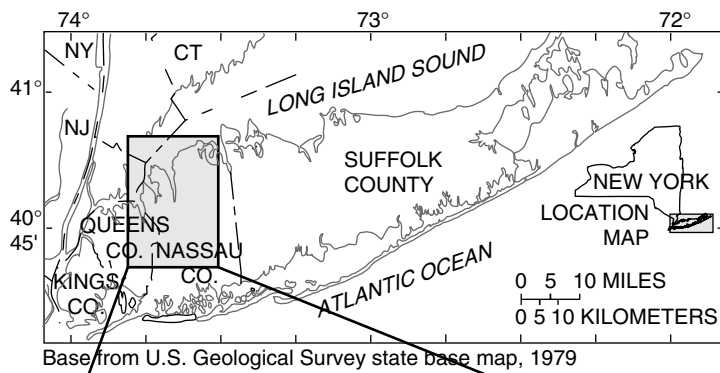 74° 73° 72°
NY
CT
41°
LONG ISLAND SOUND
NJ
SUFFOLK
COUNTY
NEW YORK
LOCATION
MAP
40°
45'
QUEENS
CO.
NASSAU
CO.
KINGS
CO.
ATLANTIC OCEAN
0 5 10 MILES
0 5 10 KILOMETERS
Base from U.S. Geological Survey state base map, 1979